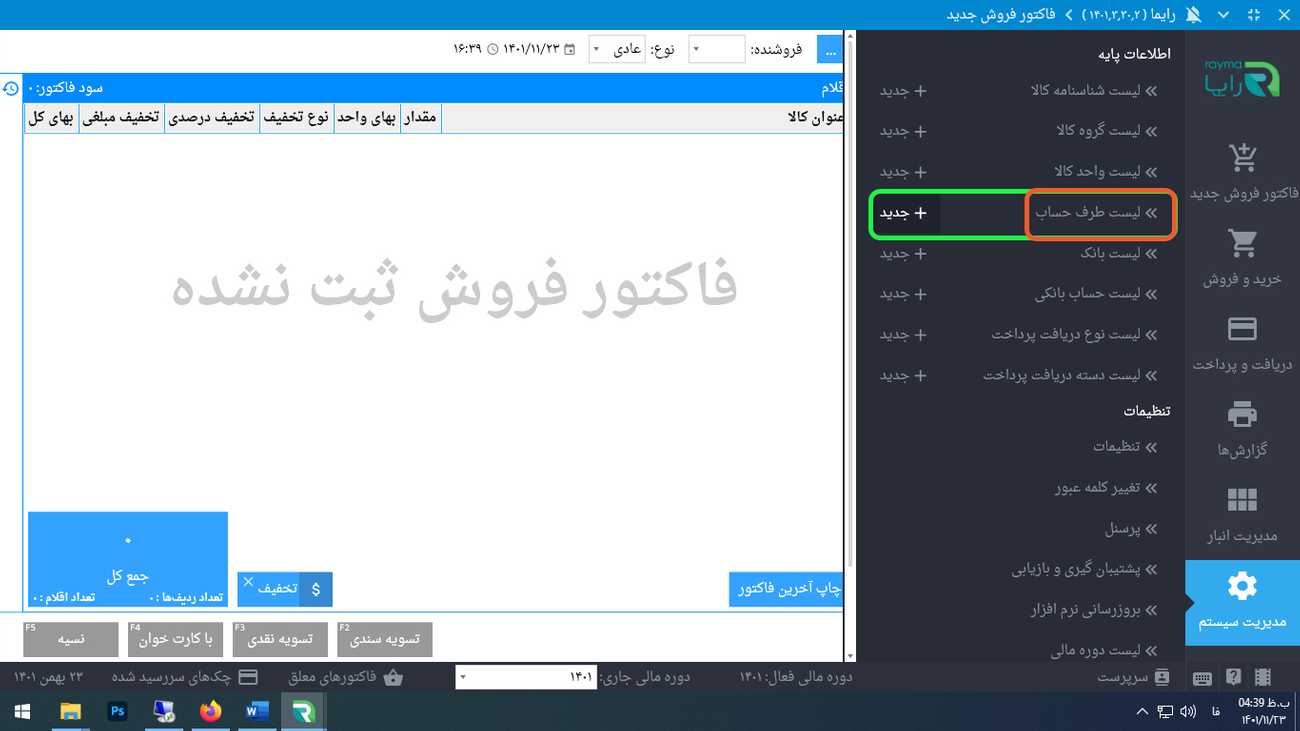 رایما (۱۴۰۱,۳,۳۰,۲) > فاکتور فروش جدید
rayma
رایما
فاکتور فروش جدید
خرید و فروش
دریافت و پرداخت
گزارش‌ها
مدیریت انبار
مدیریت سیستم
اطلاعات پایه
لیست شناسنامه کالا + جدید
لیست گروه کالا + جدید
لیست واحد کالا + جدید
لیست طرف حساب + جدید
لیست بانک + جدید
لیست حساب بانکی + جدید
لیست نوع دریافت پرداخت + جدید
لیست دسته دریافت پرداخت + جدید
تنظیمات
تنظیمات
تغییر کلمه عبور
پرسنل
پشتیبان گیری و بازیابی
بروزرسانی نرم افزار
لیست دوره مالی
... فروشنده: نوع: عادی ۱۴۰۱/۱۱/۲۳ ۱۶:۳۹
قلام سود فاکتور: ۰
عنوان کالا مقدار بهای واحد نوع تخفیف تخفیف درصدی تخفیف مبلغی بهای کل
فاکتور فروش ثبت نشده
۰
جمع کل
تعداد ردیف‌ها: ۰ تعداد اقلام: ۰
چاپ آخرین فاکتور $ تخفیف
F2 تسویه سندی F3 تسویه نقدی F4 با کارت خوان F5 نسیه
سرپرست دوره مالی فعال: ۱۴۰۱ دوره مالی جاری: ۱۴۰۱ فاکتورهای معلق چک‌های سررسید شده ۲۳ بهمن ۱۴۰۱
Ps W فا 04:39 ب.ظ
۱۴۰۱/۱۱/۲۳